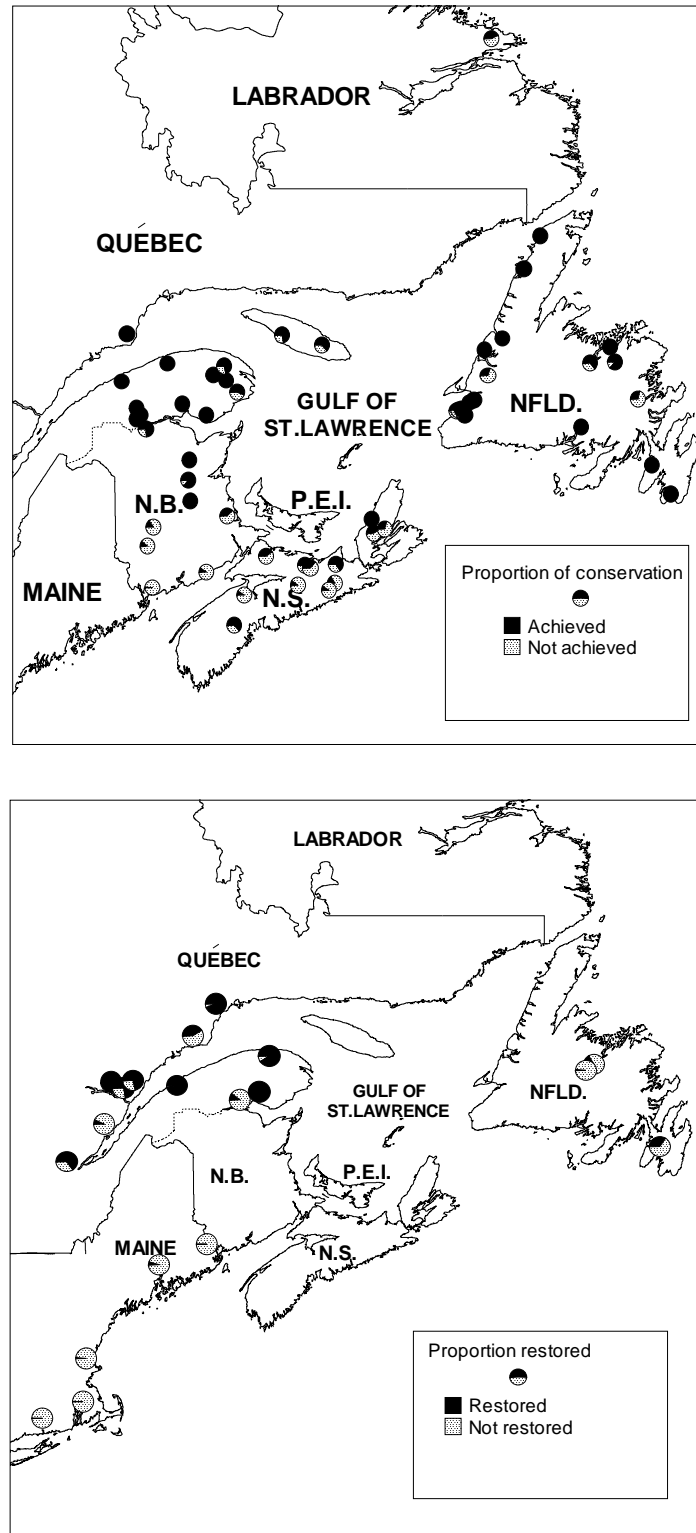 LABRADOR
QUÉBEC
GULF OF
ST.LAWRENCE
NFLD.
P.E.I.
N.B.
MAINE
N.S.
Proportion of conservation
Achieved
Not achieved
LABRADOR
QUÉBEC
GULF OF
ST.LAWRENCE
NFLD.
N.B.
P.E.I.
MAINE
N.S.
Proportion restored
Restored
Not restored